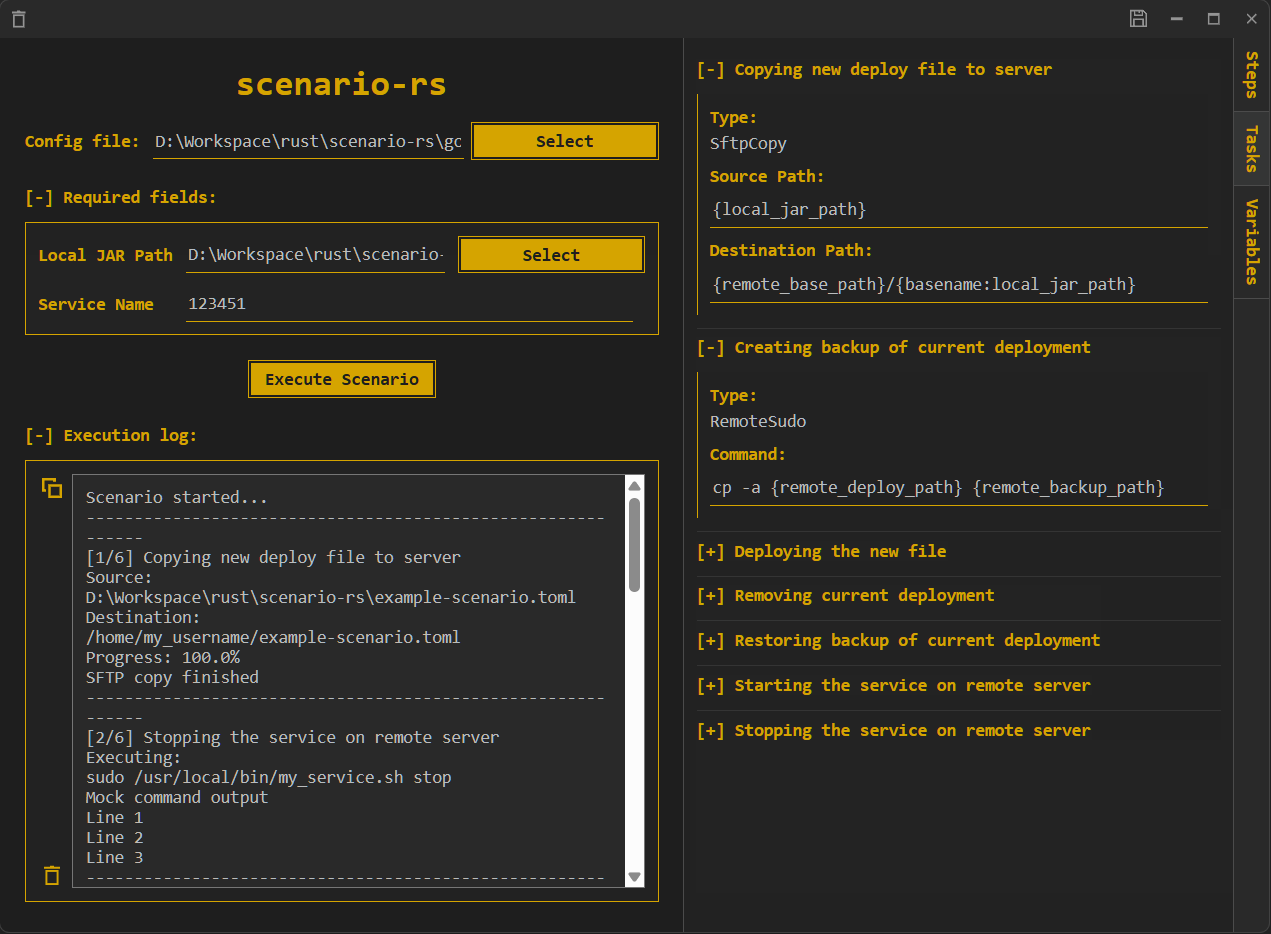 scenario-rs
Config file: D:\Workspace\rust\scenario-rs\go Select
[-] Required fields:
Local JAR Path D:\Workspace\rust\scenario- Select
Service Name 123451
Execute Scenario
[-] Execution log:
Scenario started...
------------------------------------------------------
------
[1/6] Copying new deploy file to server
Source:
D:\Workspace\rust\scenario-rs\example-scenario.toml
Destination:
/home/my_username/example-scenario.toml
Progress: 100.0%
SFTP copy finished
------------------------------------------------------
------
[2/6] Stopping the service on remote server
Executing:
sudo /usr/local/bin/my_service.sh stop
Mock command output
Line 1
Line 2
Line 3
------------------------------------------------------
[-] Copying new deploy file to server
Type:
SftpCopy
Source Path:
{local_jar_path}
Destination Path:
{remote_base_path}/{basename:local_jar_path}
[-] Creating backup of current deployment
Type:
RemoteSudo
Command:
cp -a {remote_deploy_path} {remote_backup_path}
[+] Deploying the new file
[+] Removing current deployment
[+] Restoring backup of current deployment
[+] Starting the service on remote server
[+] Stopping the service on remote server
Steps
Tasks
Variables